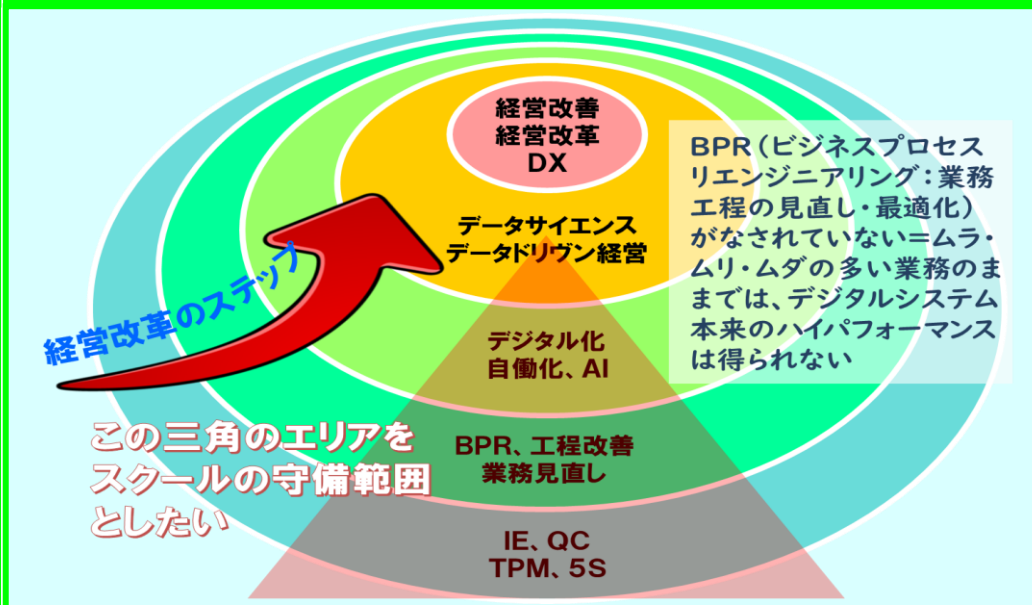 経営改善
経営改革
DX
データサイエンス
データドリヴン経営
デジタル化
自働化、AI
BPR、工程改善
業務見直し
IE、QC
TPM、5S
経営改革のステップ
この三角のエリアを
スクールの守備範囲
としたい
BPR(ビジネスプロセス
リエンジニアリング:業務
工程の見直し・最適化)
がなされていない=ムラ・
ムリ・ムダの多い業務のま
までは、デジタルシステム
本来のハイパフォーマンス
は得られない